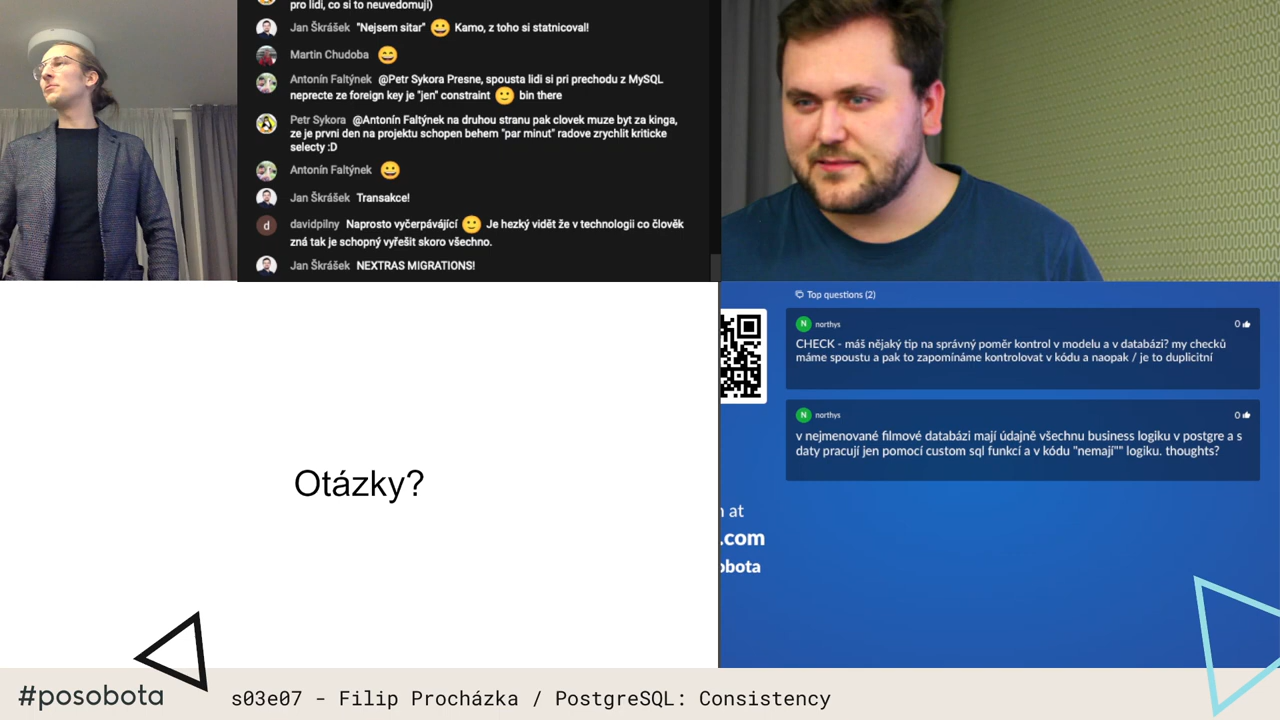 pro lidi, co si to neuvedomují)
Jan Škrášek "Nejsem sitar" 😀 Kamo, z toho si statnicoval!
Martin Chudoba 😄
Antonín Faltýnek @Petr Sykora Presne, spousta lidi si pri prechodu z MySQL
neprecte ze foreign key je "jen" constraint 🙂 bin there
Petr Sykora @Antonín Faltýnek na druhou stranu pak clovek muze byt za kinga,
ze je prvni den na projektu schopen behem "par minut" radove zrychlit kriticke
selecty :D
Antonín Faltýnek 😀
Jan Škrášek Transakce!
d davidpilny Naprosto vyčerpávájící 🙂 Je hezký vidět že v technologii co člověk
zná tak je schopný vyřešit skoro všechno.
Jan Škrášek NEXTRAS MIGRATIONS!
Otázky?
Top questions (2)
N northys 0
CHECK - máš nějaký tip na správný poměr kontrol v modelu a v databázi? my checků
máme spoustu a pak to zapomínáme kontrolovat v kódu a naopak / je to duplicitní
N northys 0
v nejmenované filmové databázi mají údajně všechnu business logiku v postgre a s
daty pracují jen pomocí custom sql funkcí a v kódu "nemají"" logiku. thoughts?
at
.com
obota
#posobota
s03e07 - Filip Procházka / PostgreSQL: Consistency